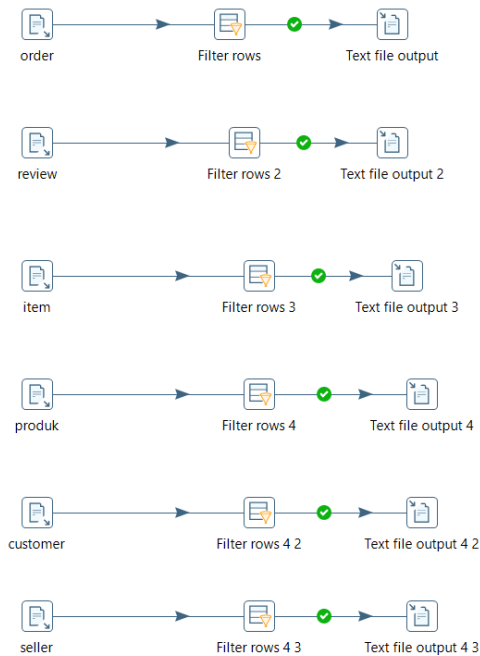 order Filter rows Text file output
review Filter rows 2 Text file output 2
item Filter rows 3 Text file output 3
produk Filter rows 4 Text file output 4
customer Filter rows 4 2 Text file output 4 2
seller Filter rows 4 3 Text file output 4 3